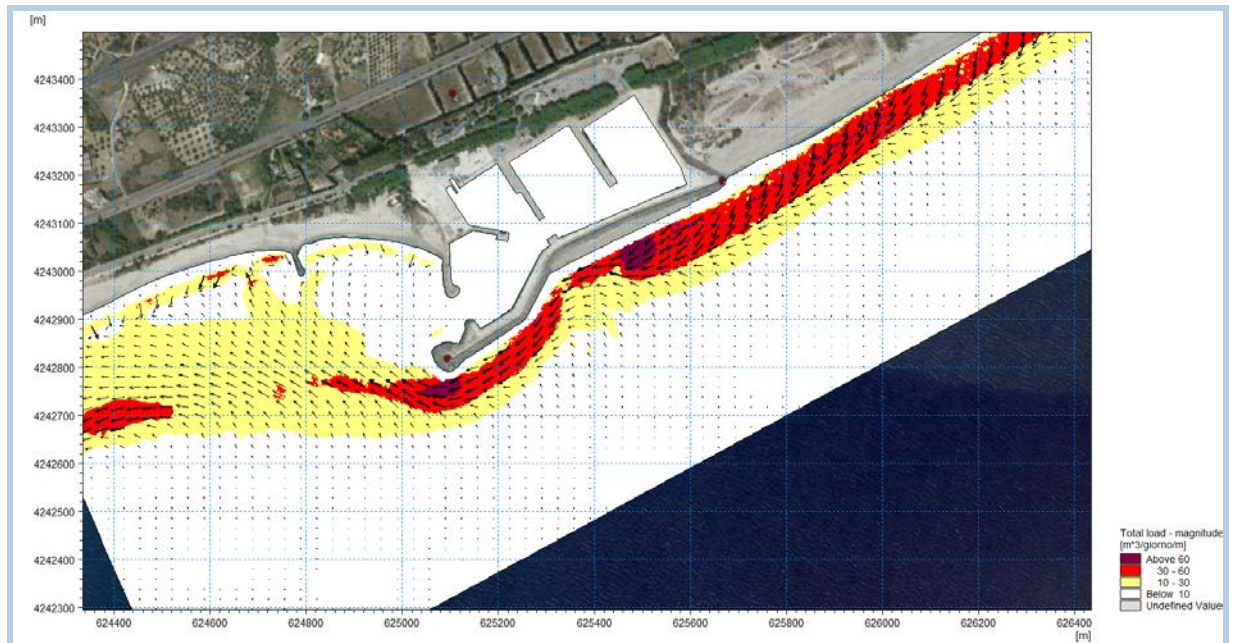 [m]
4243400
4243300
4243200
4243100
4243000
4242900
4242800
4242700
4242600
4242500
4242400
4242300
624400 624600 624800 625000 625200 625400 625600 625800 626000 626200 626400
[m]
Total load - magnitude
[m^3/giorno/m]
Above 60
30 - 60
10 - 30
Below 10
Undefined Value